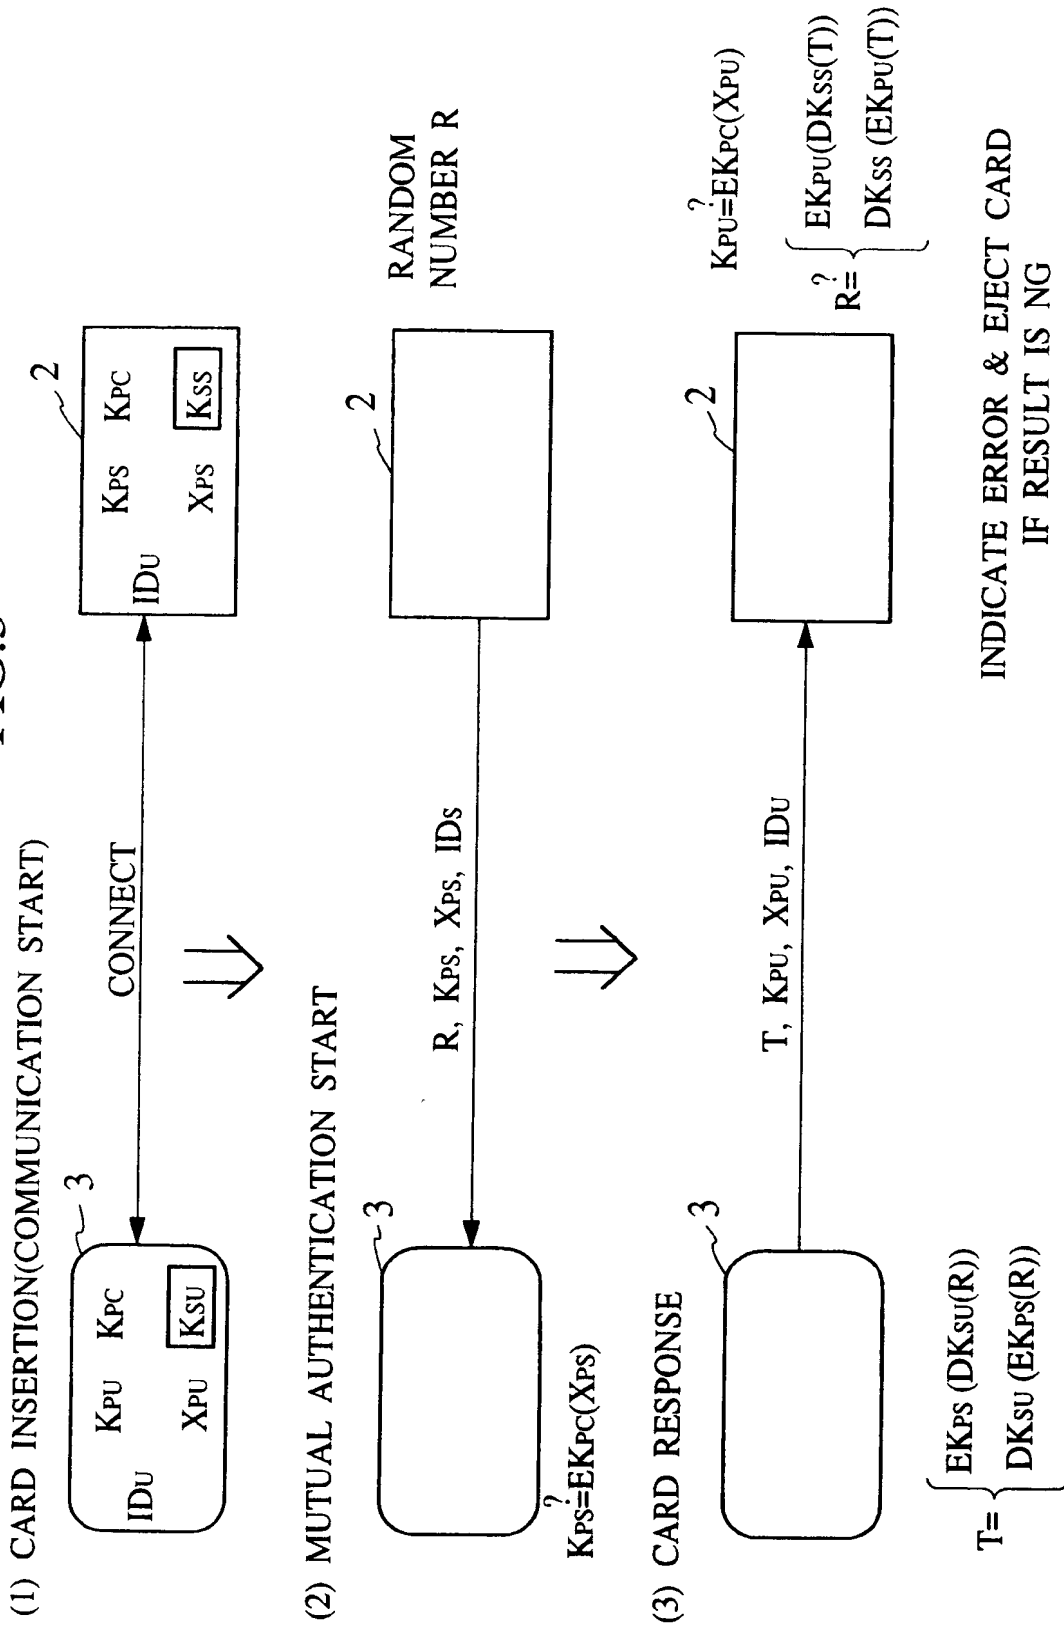 (1) CARD INSERTION(COMMUNICATION START)
3
IDU
KPU KPC
XPU KSU
CONNECT
2
IDU
KPS KPC
XPS KSS
(2) MUTUAL AUTHENTICATION START
3
KPS≟EKPC(XPS)
R, KPS, XPS, IDS
2
RANDOM
NUMBER R
(3) CARD RESPONSE
3
T= EKPS (DKSU(R))
DKSU (EKPS(R))
T, KPU, XPU, IDU
2
KPU≟EKPC(XPU)
R≟ EKPU(DKSS(T))
DKSS (EKPU(T))
INDICATE ERROR & EJECT CARD
IF RESULT IS NG